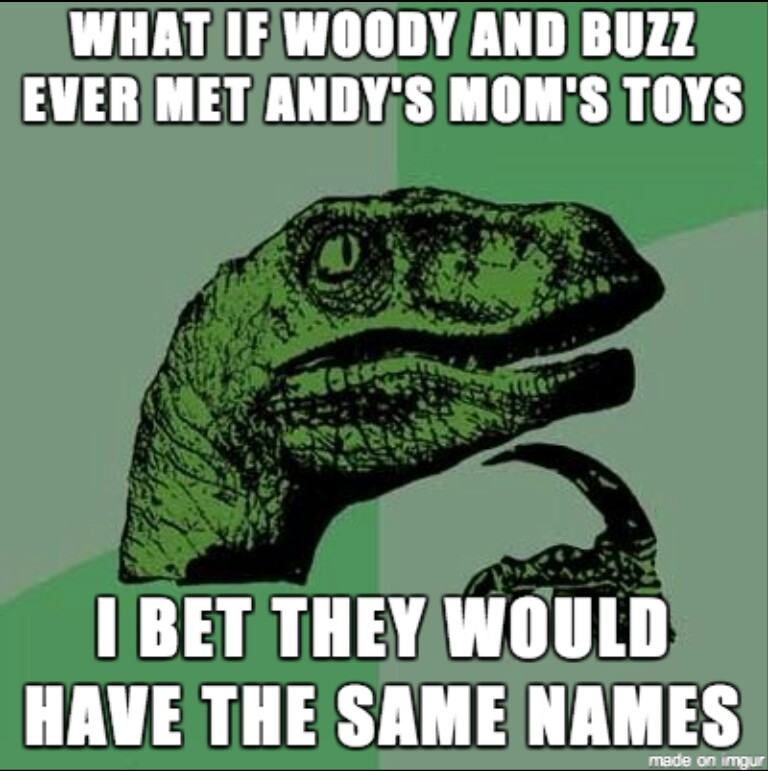 WHAT IF WOODY AND BUZZ
EVER MET ANDY'S MOM'S TOYS
I BET THEY WOULD
HAVE THE SAME NAMES
made on imgur